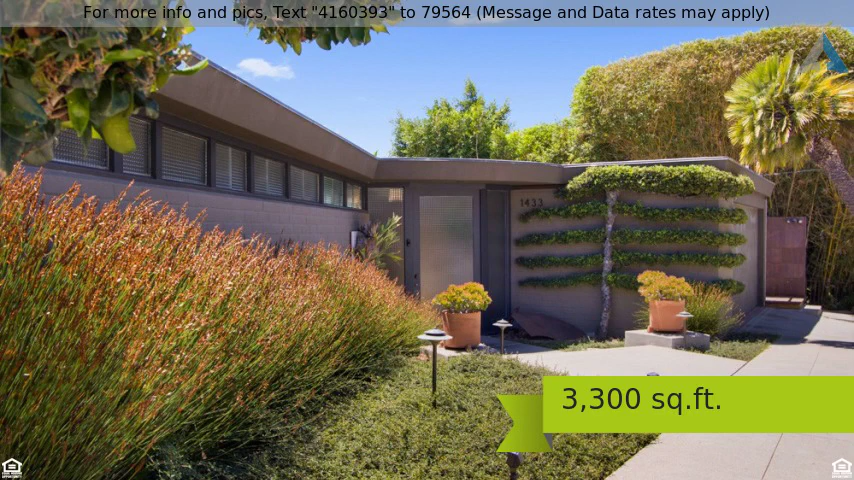 For more info and pics, Text "4160393" to 79564 (Message and Data rates may apply)
1433
3,300 sq.ft.